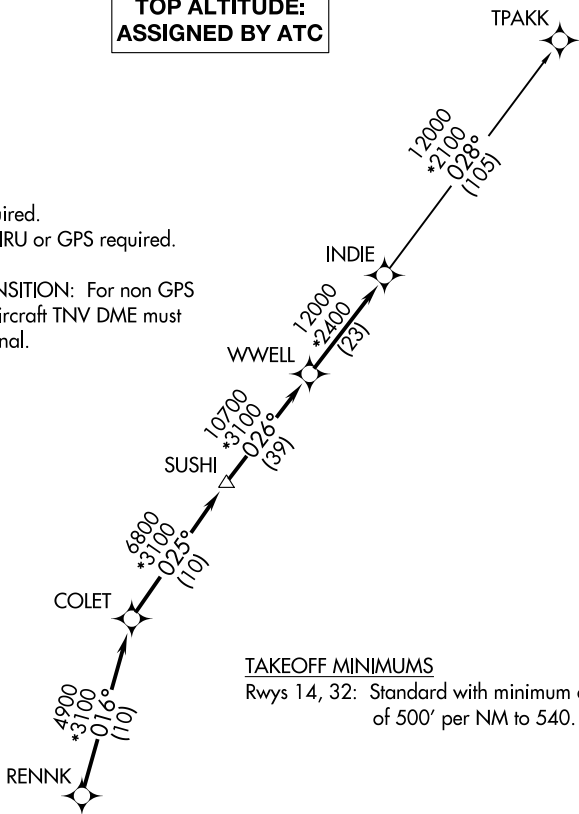 TOP ALTITUDE:
ASSIGNED BY ATC
TPAKK
12000
*2100
028°
(105)
uired.
IRU or GPS required.
INDIE
NSITION: For non GPS
ircraft TNV DME must
nal.
12000
*2400
(23)
WWELL
10700
*3100
026°
(39)
SUSHI
6800
*3100
025°
(10)
COLET
TAKEOFF MINIMUMS
Rwys 14, 32: Standard with minimum
of 500' per NM to 540.
4900
*3100
016°
(10)
RENNK